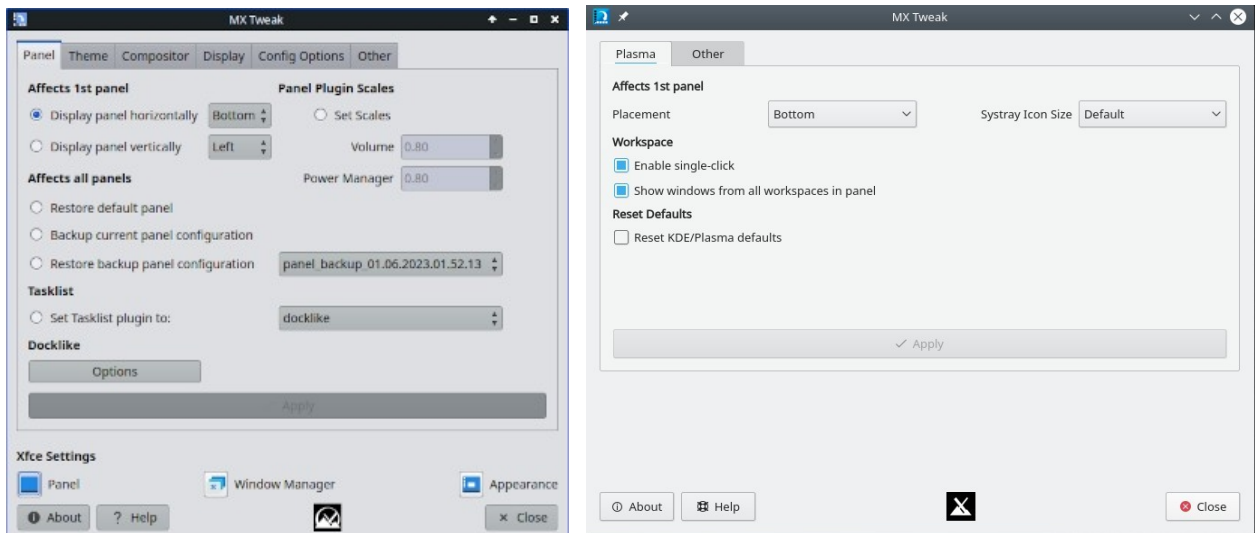 MX Tweak
Panel Theme Compositor Display Config Options Other
Affects 1st panel Panel Plugin Scales
Display panel horizontally Bottom Set Scales
Display panel vertically Left Volume 0.80
Affects all panels Power Manager 0.80
Restore default panel
Backup current panel configuration
Restore backup panel configuration panel_backup_01.06.2023.01.52.13
Tasklist
Set Tasklist plugin to: docklike
Docklike
Options
Apply
Xfce Settings
Panel Window Manager Appearance
About ? Help Close
MX Tweak
Plasma Other
Affects 1st panel
Placement Bottom Systray Icon Size Default
Workspace
Enable single-click
Show windows from all workspaces in panel
Reset Defaults
Reset KDE/Plasma defaults
Apply
About Help Close